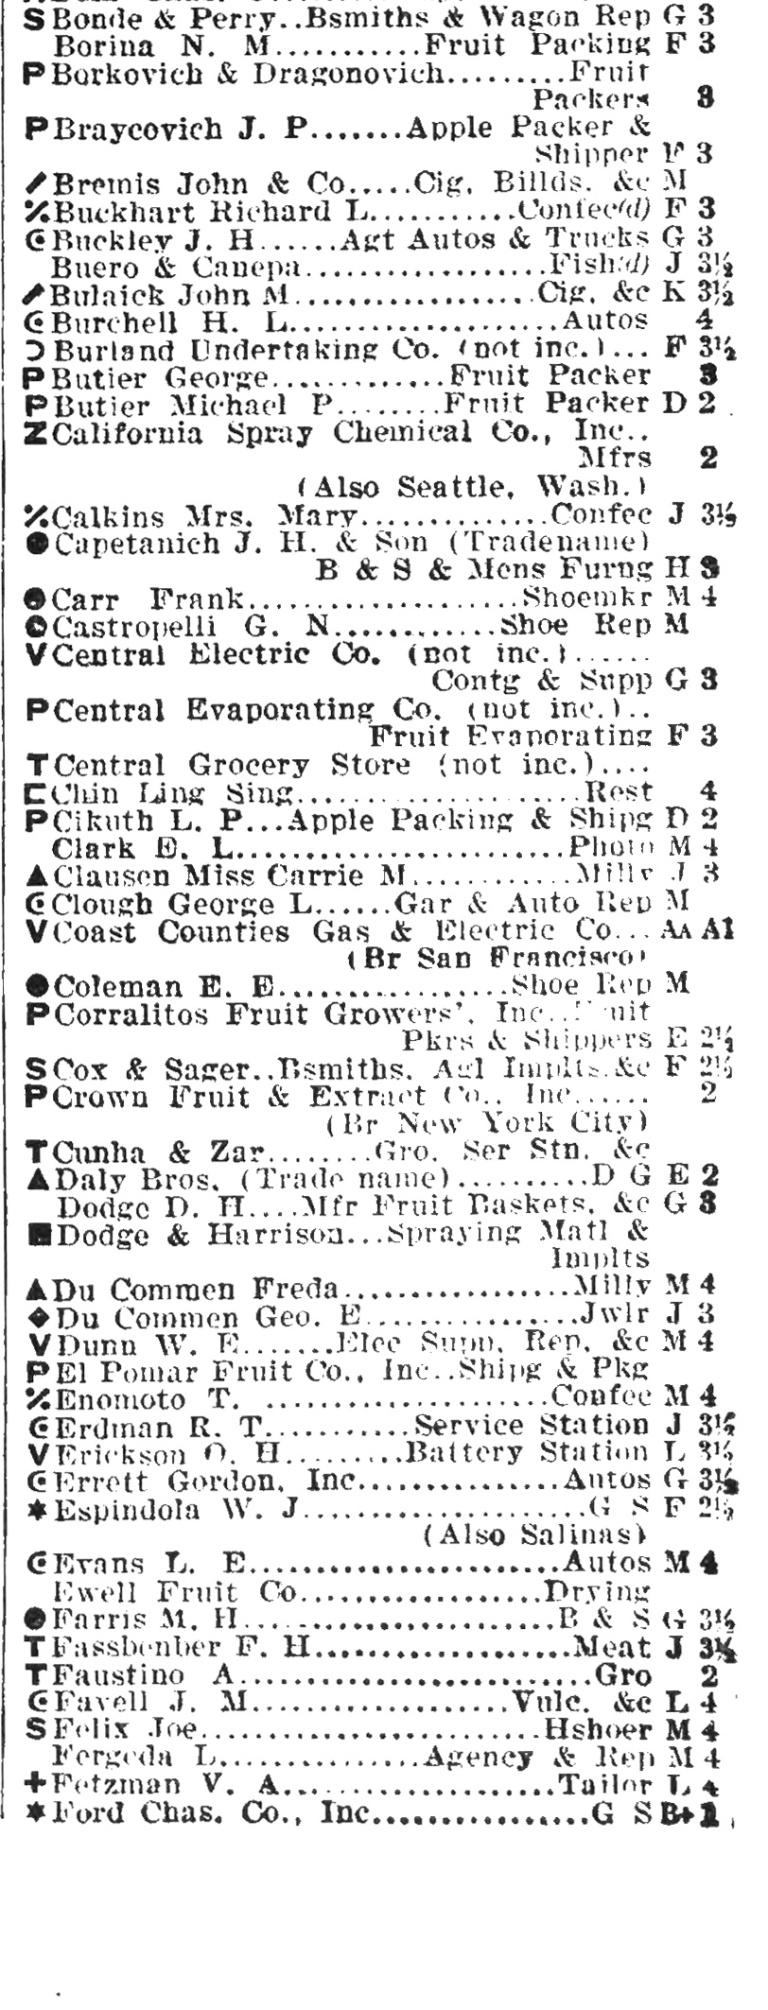 S Bonde & Perry..Bsmiths & Wagon Rep G 3
Borina N. M...........Fruit Packing F 3
P Borkovich & Dragonovich.........Fruit
Packers 3
P Braycovich J. P.......Apple Packer &
Shipper F 3
Bremis John & Co.....Cig, Billds. &c M
% Buckhart Richard L...........Confec(d) F 3
Buckley J. H......Agt Autos & Trucks G 3
Buero & Canepa.................Fish(d) J 3½
Bulaick John M.................Cig. &c K 3½
Burchell H. L....................Autos 4
Burland Undertaking Co. (not inc.)... F 3½
P Butier George.............Fruit Packer 3
P Butier Michael P........Fruit Packer D 2
Z California Spray Chemical Co., Inc..
Mfrs 2
(Also Seattle, Wash.)
% Calkins Mrs. Mary..............Confec J 3½
● Capetanich J. H. & Son (Tradename)
B & S & Mens Furng H 3
Carr Frank....................Shoemkr M 4
Castropelli G. N............Shoe Rep M
V Central Electric Co. (not inc.)......
Contg & Supp G 3
P Central Evaporating Co. (not inc.)..
Fruit Evaporating F 3
T Central Grocery Store (not inc.)....
Chin Ling Sing.....................Rest 4
P Cikuth L. P...Apple Packing & Shipg D 2
Clark E. L........................Photo M 4
▲ Clausen Miss Carrie M............Milly J 3
Clough George L......Gar & Auto Rep M
V Coast Counties Gas & Electric Co... AA A1
(Br San Francisco)
● Coleman E. E.................Shoe Rep M
P Corralitos Fruit Growers', Inc..Fruit
Pkrs & Shippers E 2½
S Cox & Sager..Bsmiths. Agl Implts.&c F 2½
P Crown Fruit & Extract Co., Inc...... 2
(Br New York City)
T Cunha & Zar........Gro. Ser Stn. &c
▲ Daly Bros. (Trade name)..........D G E 2
Dodge D. H....Mfr Fruit Baskets, &c G 3
■ Dodge & Harrison...Spraying Matl &
Implts
▲ Du Commen Freda.................Milly M 4
◆ Du Commen Geo. E................Jwlr J 3
V Dunn W. E.......Elec Supp, Rep, &c M 4
P El Pomar Fruit Co., Inc..Shipg & Pkg
% Enomoto T. .....................Confec M 4
Erdman R. T...........Service Station J 3½
V Erickson O. H.........Battery Station L 3½
Errett Gordon, Inc...............Autos G 3½
* Espindola W. J.....................G S F 2½
(Also Salinas)
Evans L. E.......................Autos M 4
Ewell Fruit Co..................Drying
● Farris M. H.......................B & S G 3½
T Fassbenber F. H...................Meat J 3½
T Faustino A..........................Gro 2
Favell J. M...................Vulc. &c L 4
S Felix Joe.........................Hshoer M 4
Fergeda L...............Agency & Rep M 4
+ Fetzman V. A....................Tailor L 4
* Ford Chas. Co., Inc................G S B+ 1